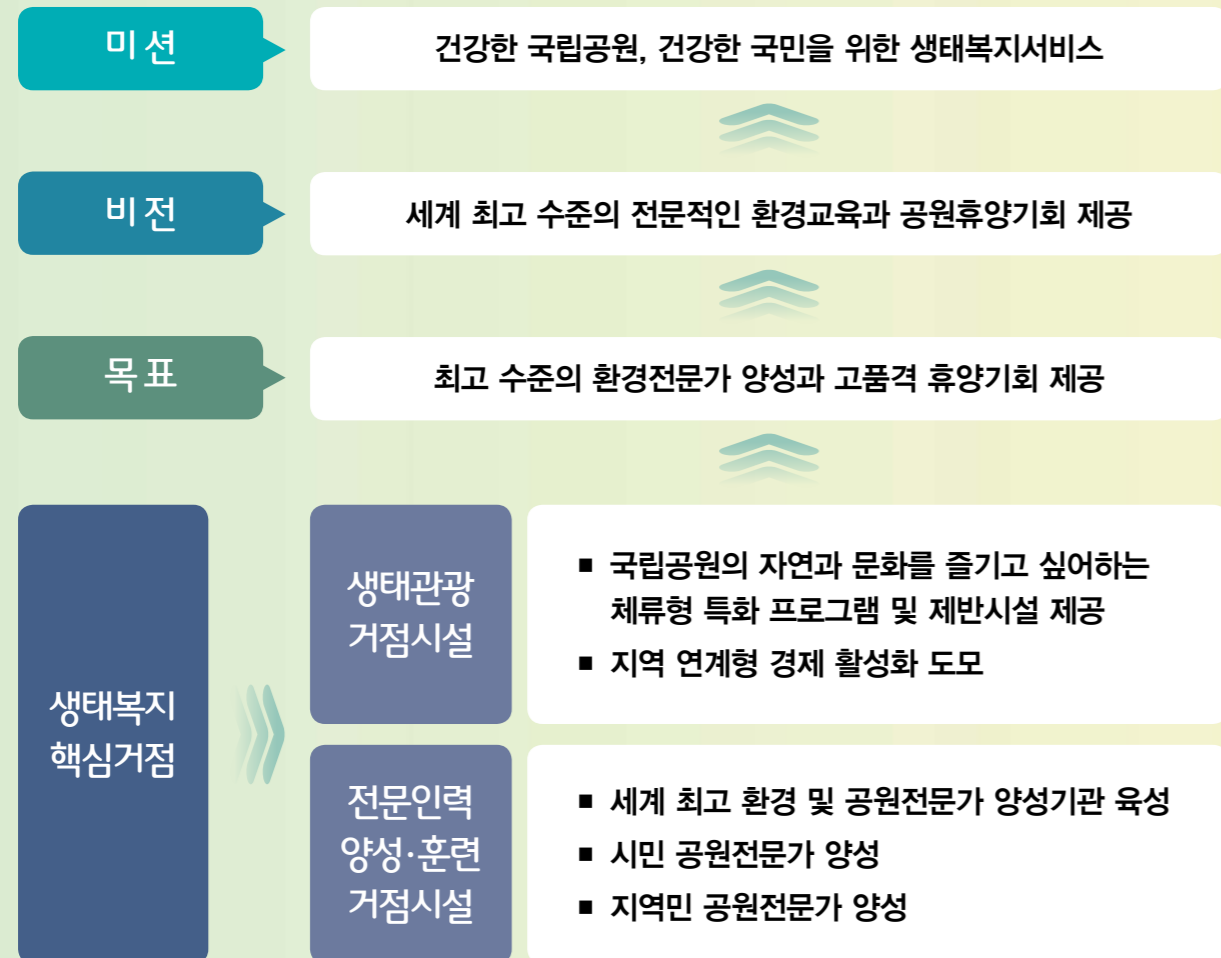 미션
건강한 국립공원, 건강한 국민을 위한 생태복지서비스
비전
세계 최고 수준의 전문적인 환경교육과 공원휴양기회 제공
목표
최고 수준의 환경전문가 양성과 고품격 휴양기회 제공
생태복지
핵심거점
생태관광
거점시설
■ 국립공원의 자연과 문화를 즐기고 싶어하는
체류형 특화 프로그램 및 제반시설 제공
■ 지역 연계형 경제 활성화 도모
전문인력
양성·훈련
거점시설
■ 세계 최고 환경 및 공원전문가 양성기관 육성
■ 시민 공원전문가 양성
■ 지역민 공원전문가 양성